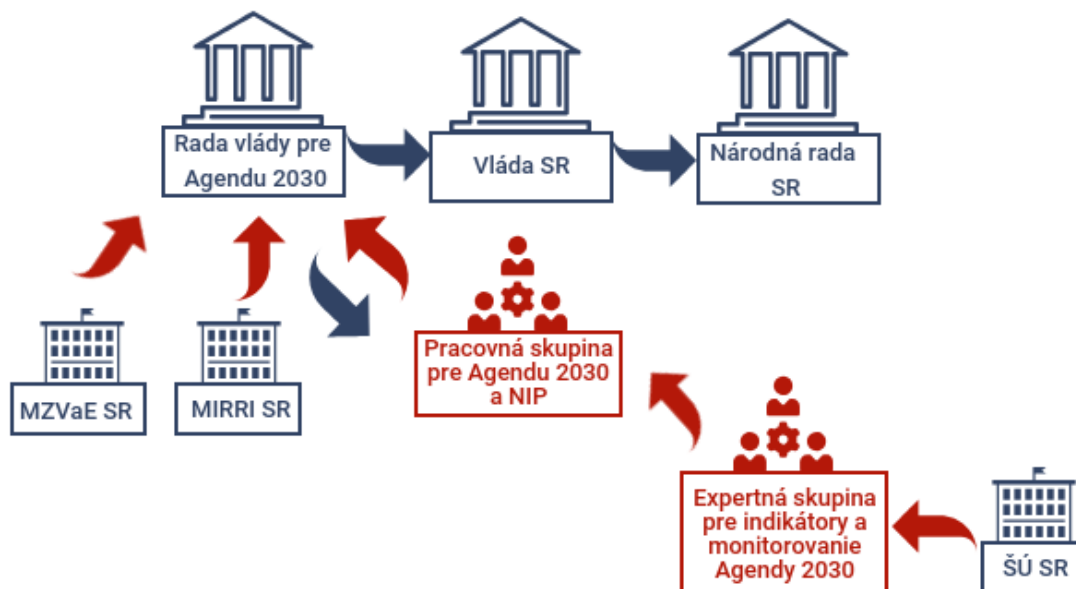 Rada vlády pre
Agendu 2030
Vláda SR
Národná rada
SR
MZVaE SR
MIRRI SR
Pracovná skupina
pre Agendu 2030
a NIP
Expertná skupina
pre indikátory a
monitorovanie
Agendy 2030
ŠÚ SR